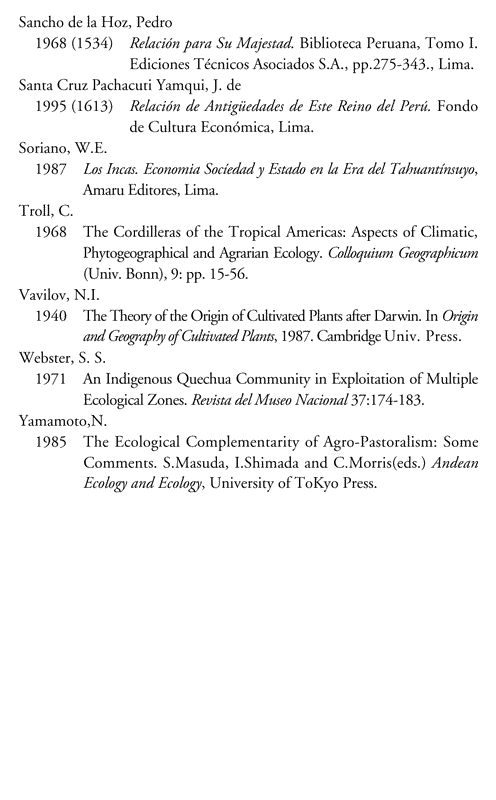 Sancho de la Hoz, Pedro
1968 (1534) Relación para Su Majestad. Biblioteca Peruana, Tomo I.
Ediciones Técnicos Asociados S.A., pp.275-343., Lima.
Santa Cruz Pachacuti Yamqui, J. de
1995 (1613) Relación de Antigüedades de Este Reino del Perú. Fondo
de Cultura Económica, Lima.
Soriano, W.E.
1987 Los Incas. Economia Socíedad y Estado en la Era del Tahuantínsuyo,
Amaru Editores, Lima.
Troll, C.
1968 The Cordilleras of the Tropical Americas: Aspects of Climatic,
Phytogeographical and Agrarian Ecology. Colloquium Geographicum
(Univ. Bonn), 9: pp. 15-56.
Vavilov, N.I.
1940 The Theory of the Origin of Cultivated Plants after Darwin. In Origin
and Geography of Cultivated Plants, 1987. Cambridge Univ. Press.
Webster, S. S.
1971 An Indigenous Quechua Community in Exploitation of Multiple
Ecological Zones. Revista del Museo Nacional 37:174-183.
Yamamoto,N.
1985 The Ecological Complementarity of Agro-Pastoralism: Some
Comments. S.Masuda, I.Shimada and C.Morris(eds.) Andean
Ecology and Ecology, University of ToKyo Press.